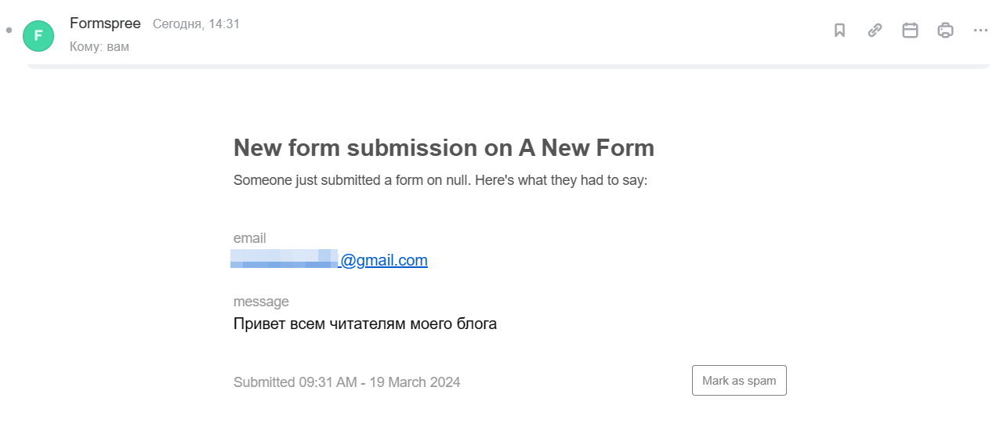 F
Formspree Сегодня, 14:31
Кому: вам
New form submission on A New Form
Someone just submitted a form on null. Here's what they had to say:
email
@gmail.com
message
Привет всем читателям моего блога
Submitted 09:31 AM - 19 March 2024
Mark as spam